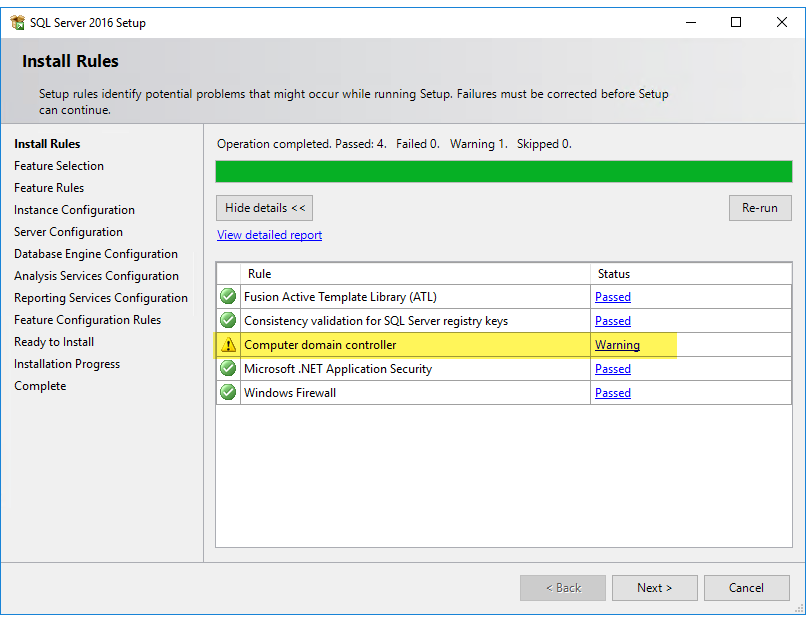 SQL Server 2016 Setup
Install Rules
Setup rules identify potential problems that might occur while running Setup. Failures must be corrected before Setup
can continue.
Install Rules
Feature Selection
Feature Rules
Instance Configuration
Server Configuration
Database Engine Configuration
Analysis Services Configuration
Reporting Services Configuration
Feature Configuration Rules
Ready to Install
Installation Progress
Complete
Operation completed. Passed: 4.   Failed 0.   Warning 1.   Skipped 0.
Hide details <<
Re-run
View detailed report
Rule Status
Fusion Active Template Library (ATL) Passed
Consistency validation for SQL Server registry keys Passed
Computer domain controller Warning
Microsoft .NET Application Security Passed
Windows Firewall Passed
< Back Next > Cancel